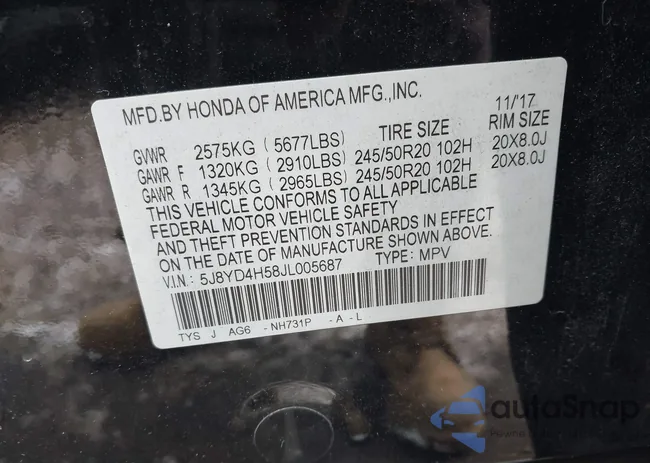 MFD.BY HONDA OF AMERICA MFG.,INC. 11/'17
GVWR 2575KG (5677LBS) TIRE SIZE RIM SIZE
GAWR F 1320KG (2910LBS) 245/50R20 102H 20X8.0J
GAWR R 1345KG (2965LBS) 245/50R20 102H 20X8.0J
THIS VEHICLE CONFORMS TO ALL APPLICABLE
FEDERAL MOTOR VEHICLE SAFETY
AND THEFT PREVENTION STANDARDS IN EFFECT
ON THE DATE OF MANUFACTURE SHOWN ABOVE.
V.I.N.: 5J8YD4H58JL005687 TYPE: MPV
TYS J AG6 -NH731P -A-L
autoSnap